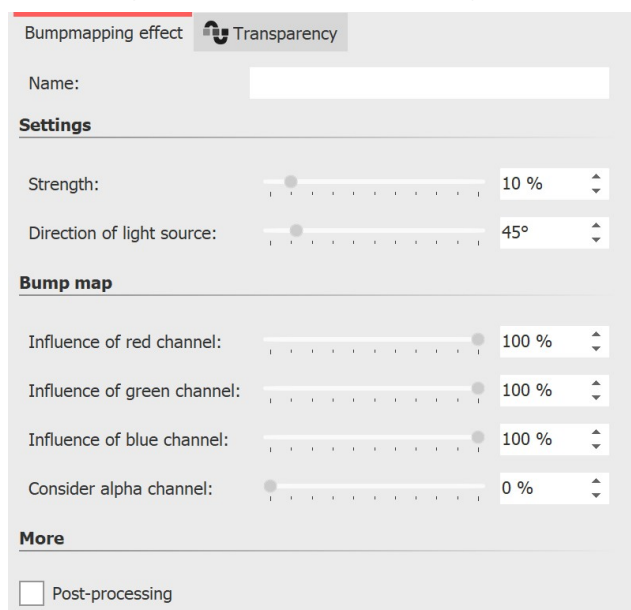 Bumpmapping effect Transparency
Name:
Settings
Strength: 10 %
Direction of light source: 45°
Bump map
Influence of red channel: 100 %
Influence of green channel: 100 %
Influence of blue channel: 100 %
Consider alpha channel: 0 %
More
Post-processing